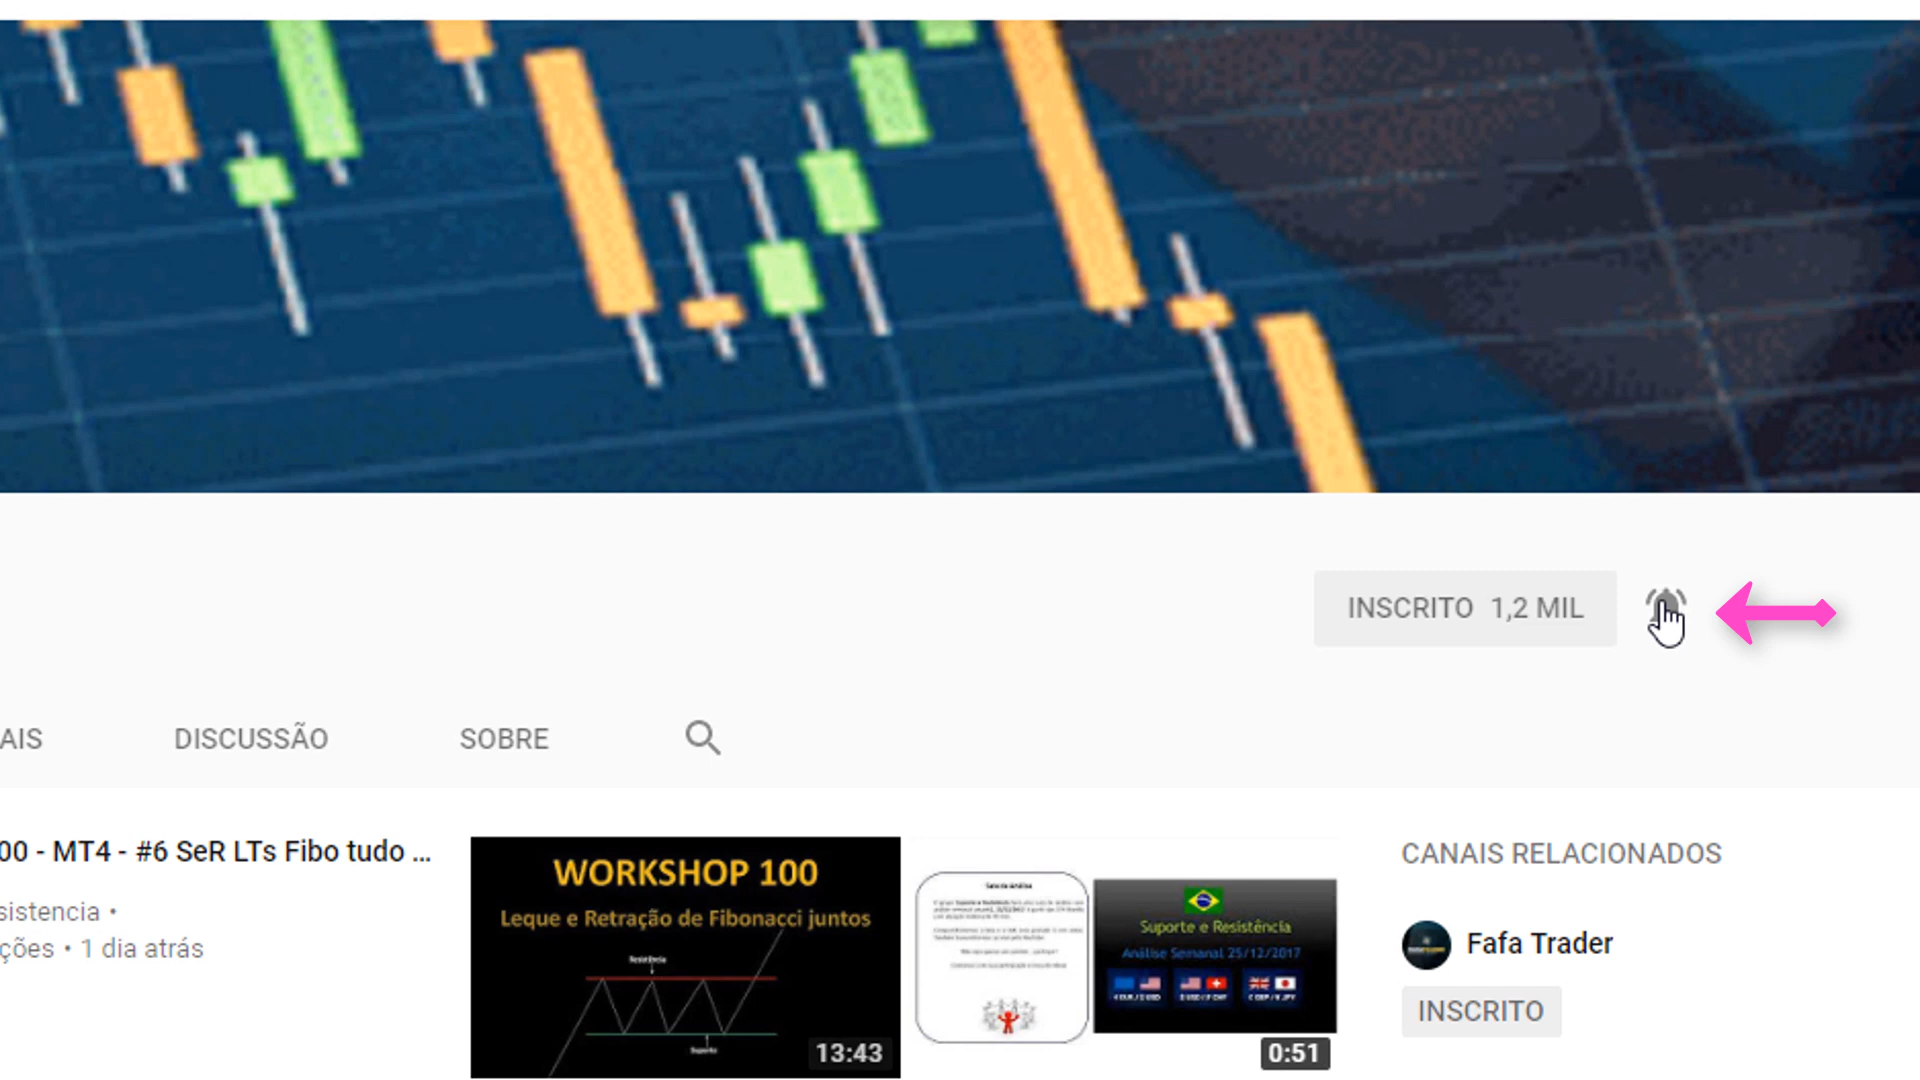 INSCRITO 1,2 MIL
AIS
DISCUSSÃO
SOBRE
00 - MT4 - #6 SeR LTs Fibo tudo ...
sistencia •
ções • 1 dia atrás
WORKSHOP 100
Leque e Retração de Fibonacci juntos
Resistência
Suporte
13:43
Suporte e Resistência
Análise Semanal 25/12/2017
0:51
CANAIS RELACIONADOS
Fafa Trader
INSCRITO